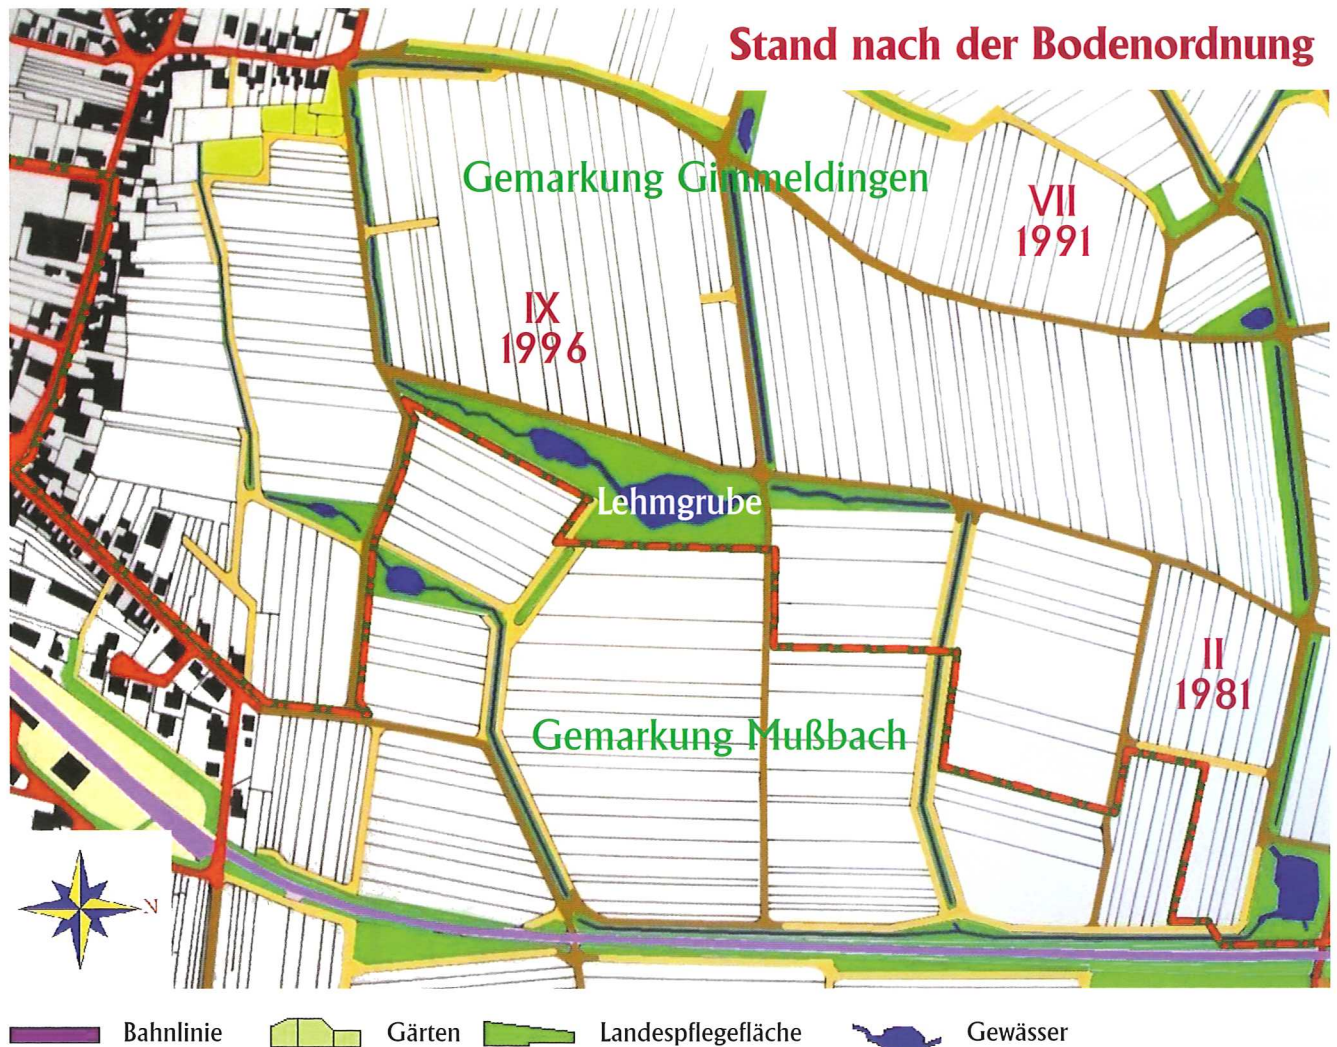 Stand nach der Bodenordnung
Gemarkung Gimmeldingen
VII
1991
IX
1996
Lehmgrube
II
1981
Gemarkung Mußbach
N
Bahnlinie
Gärten
Landespflegefläche
Gewässer